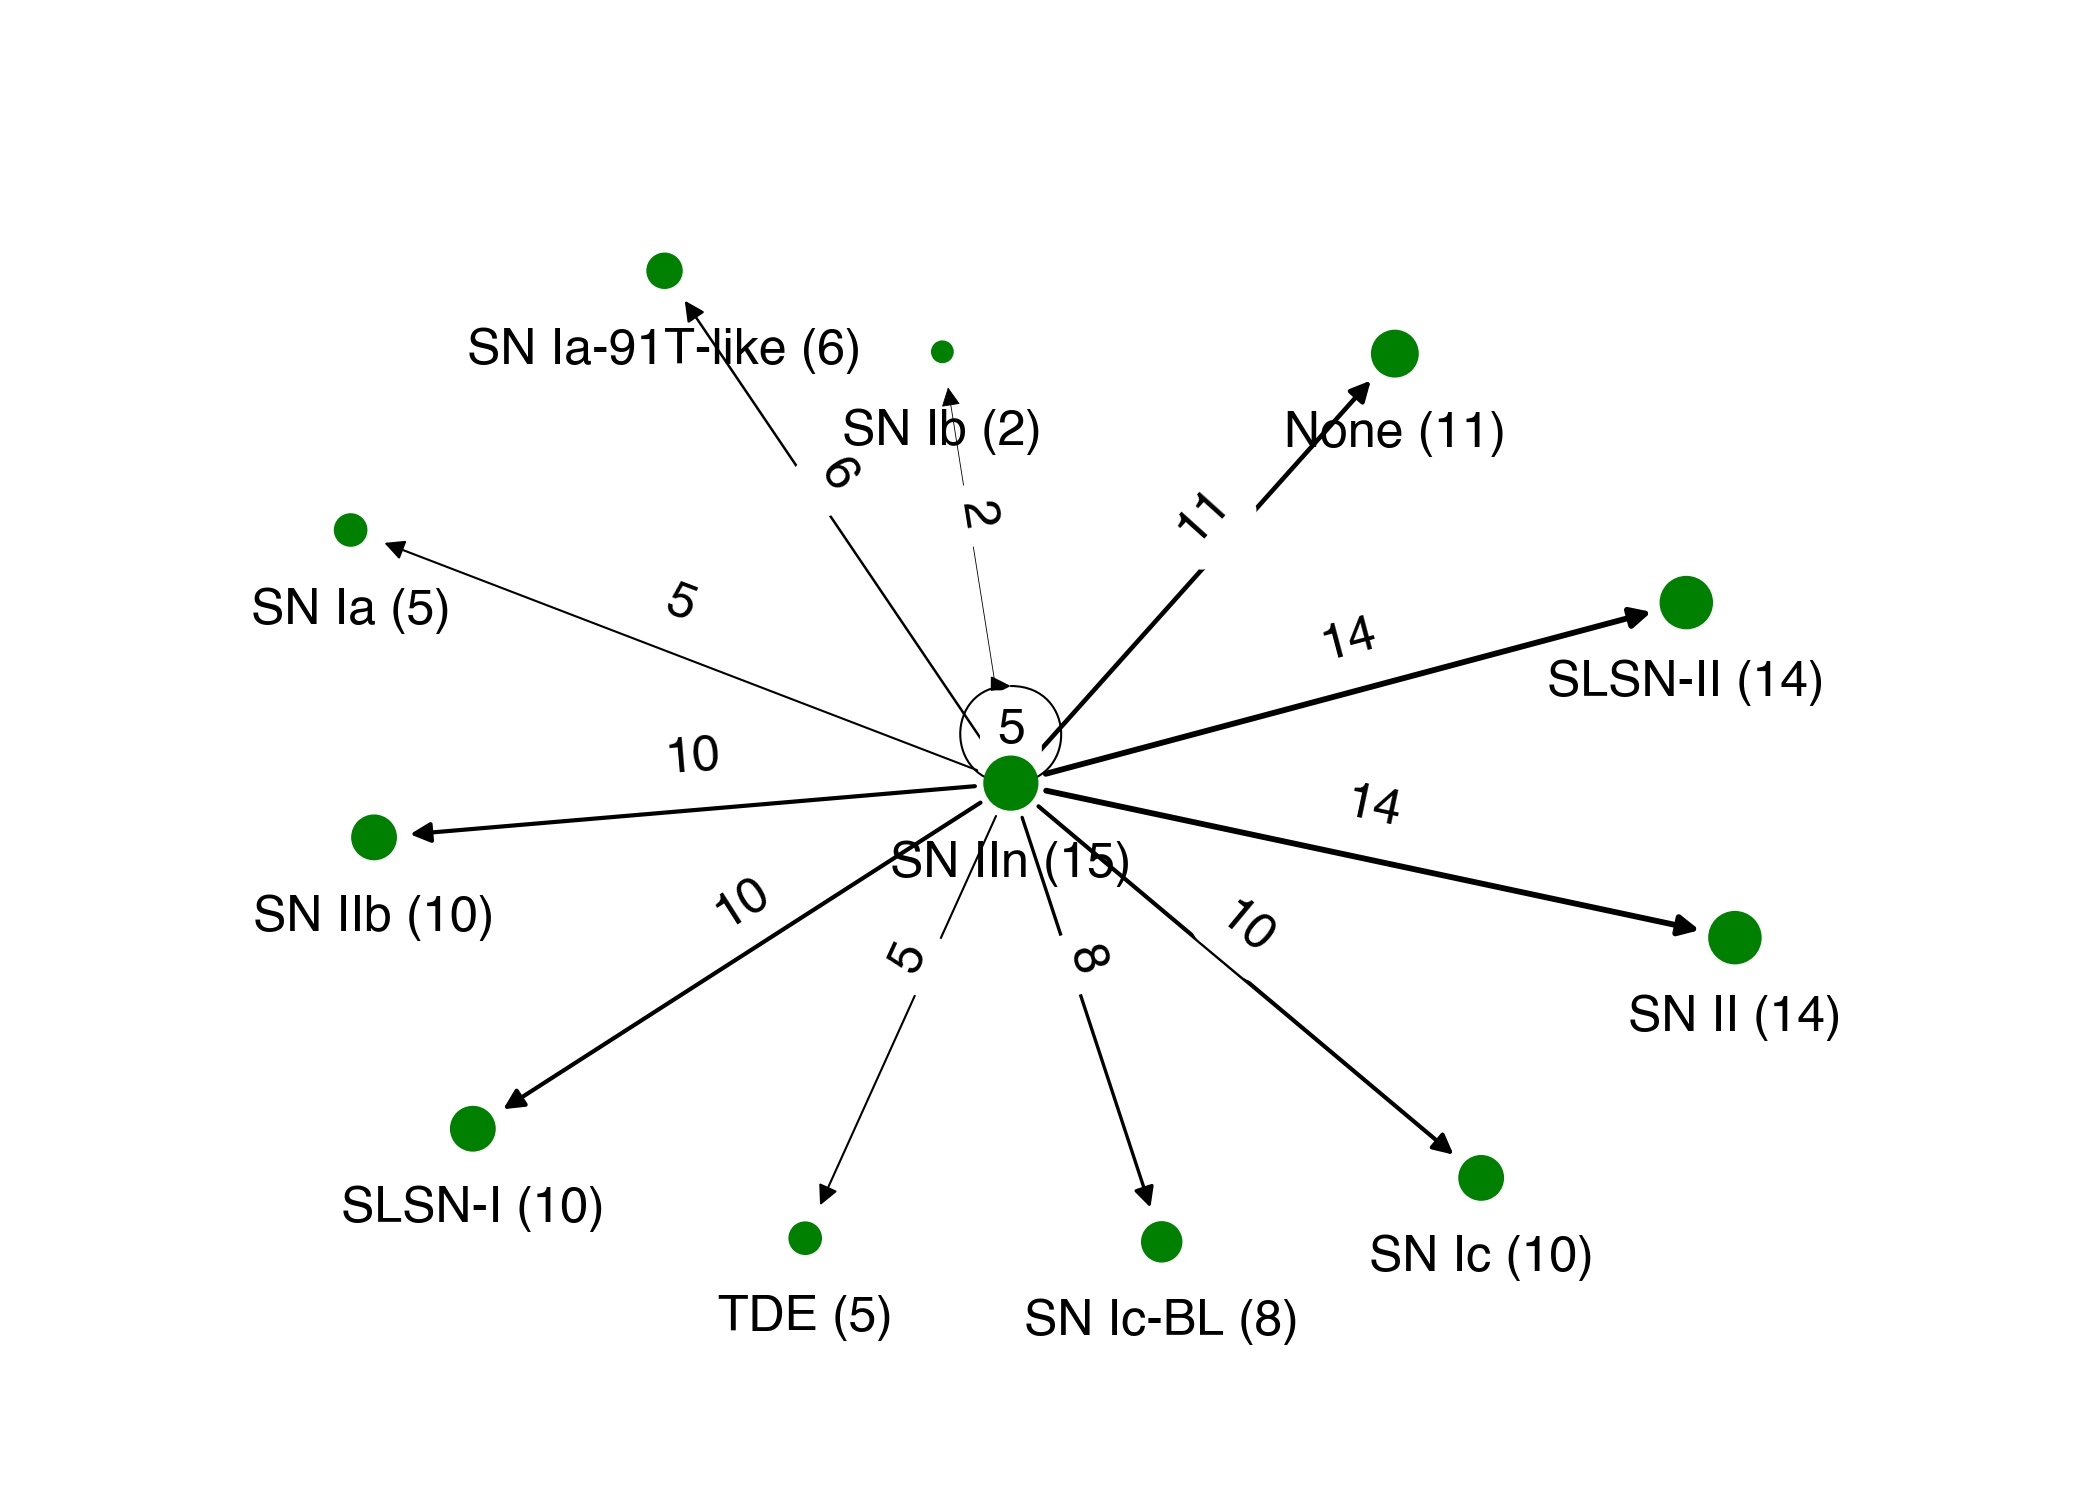 SN Ia-91T-like (6)
SN Ib (2)
None (11)
6
2
11
SN Ia (5)
5
14
SLSN-II (14)
5
10
14
SN IIn (15)
SN IIb (10)
10
5
8
10
SN II (14)
SLSN-I (10)
SN Ic (10)
TDE (5)
SN Ic-BL (8)